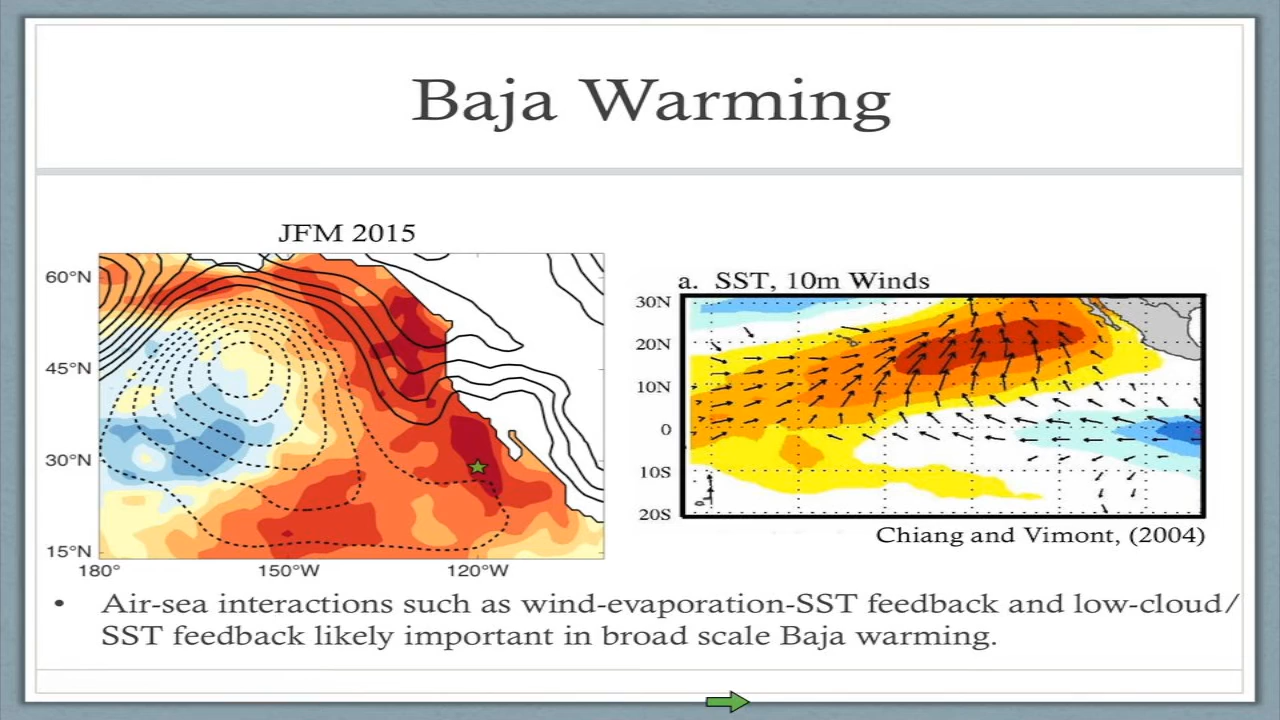 Baja Warming
JFM 2015
60°N
45°N
30°N
15°N
180°
150°W
120°W
a. SST, 10m Winds
30N
20N
10N
0
10S
20S
Chiang and Vimont, (2004)
• Air-sea interactions such as wind-evaporation-SST feedback and low-cloud/
SST feedback likely important in broad scale Baja warming.